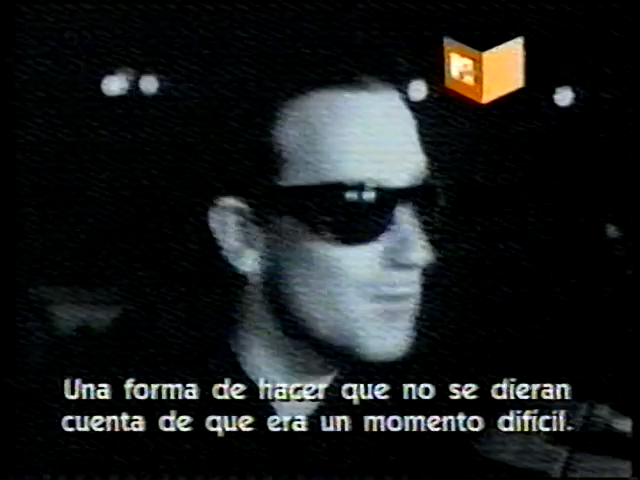 Una forma de hacer que no se dieran
cuenta de que era un momento difícil.